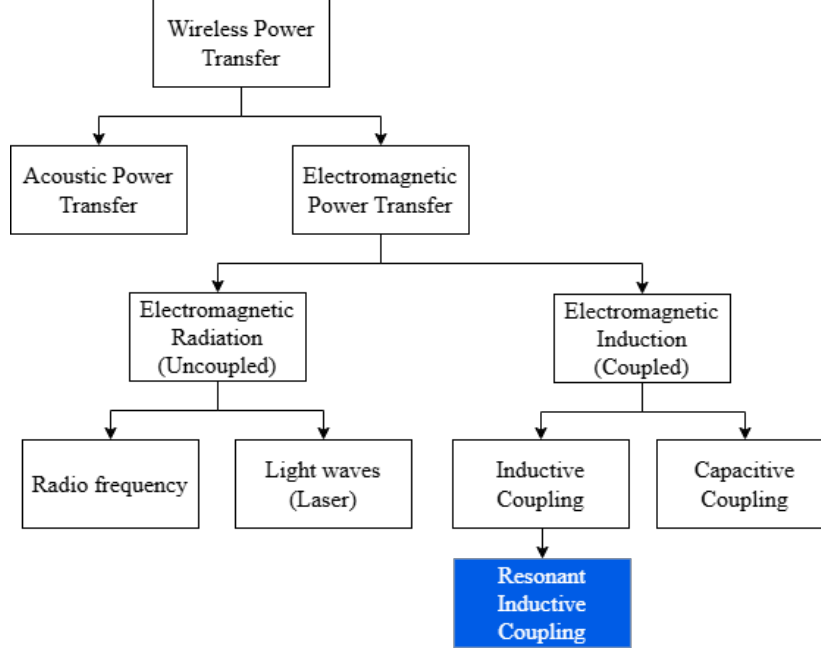 Wireless Power
Transfer
Acoustic Power
Transfer
Electromagnetic
Power Transfer
Electromagnetic
Radiation
(Uncoupled)
Electromagnetic
Induction
(Coupled)
Radio frequency
Light waves
(Laser)
Inductive
Coupling
Capacitive
Coupling
Resonant
Inductive
Coupling